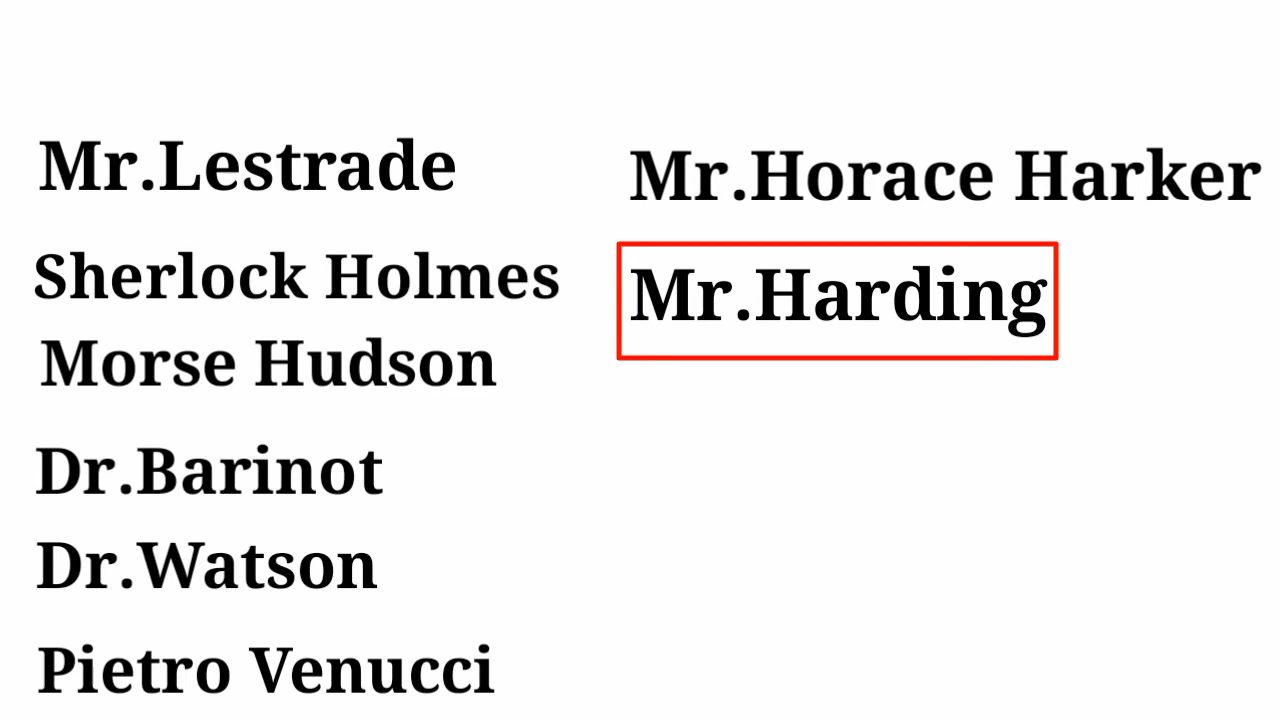 Mr.Lestrade
Sherlock Holmes
Morse Hudson
Dr.Barinot
Dr.Watson
Pietro Venucci
Mr.Horace Harker
Mr.Harding